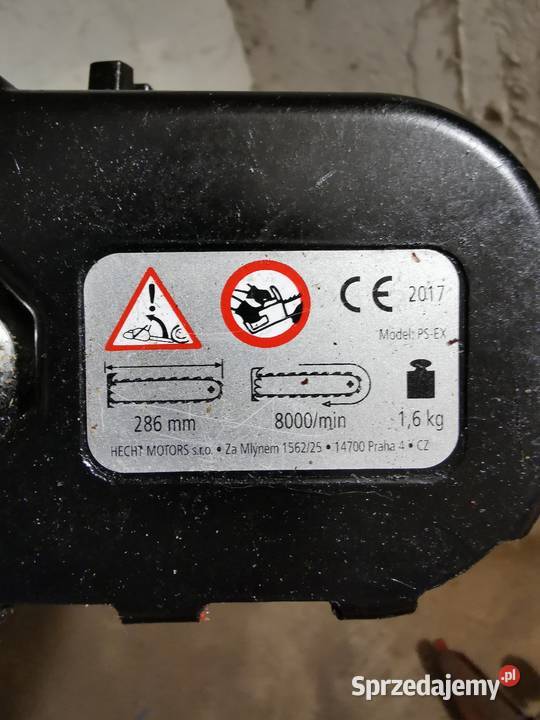 CE 2017
Model: PS-EX
286 mm
8000/min
1,6 kg
HECHT MOTORS s.r.o. • Za Mlýnem 1562/25 • 14700 Praha 4 • CZ
Sprzedajemy.pl